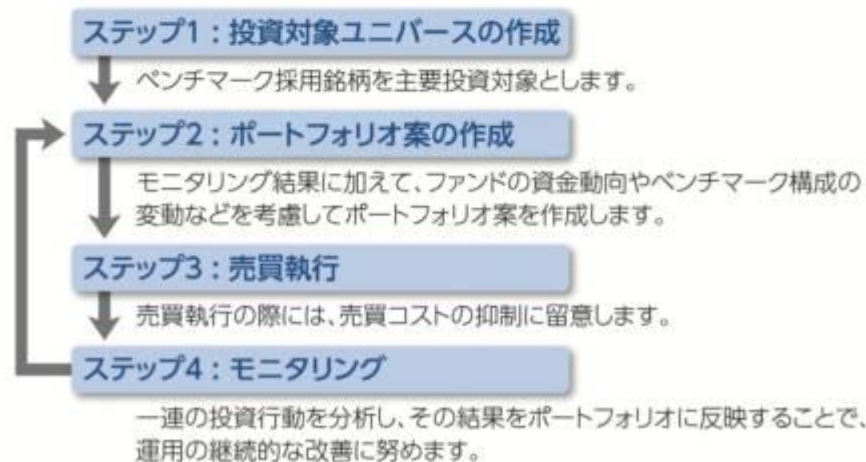 ステップ1：投資対象ユニバースの作成
ベンチマーク採用銘柄を主要投資対象とします。
ステップ2：ポートフォリオ案の作成
モニタリング結果に加えて、ファンドの資金動向やベンチマーク構成の
変動などを考慮してポートフォリオ案を作成します。
ステップ3：売買執行
売買執行の際には、売買コストの抑制に留意します。
ステップ4：モニタリング
一連の投資行動を分析し、その結果をポートフォリオに反映することで、
運用の継続的な改善に努めます。